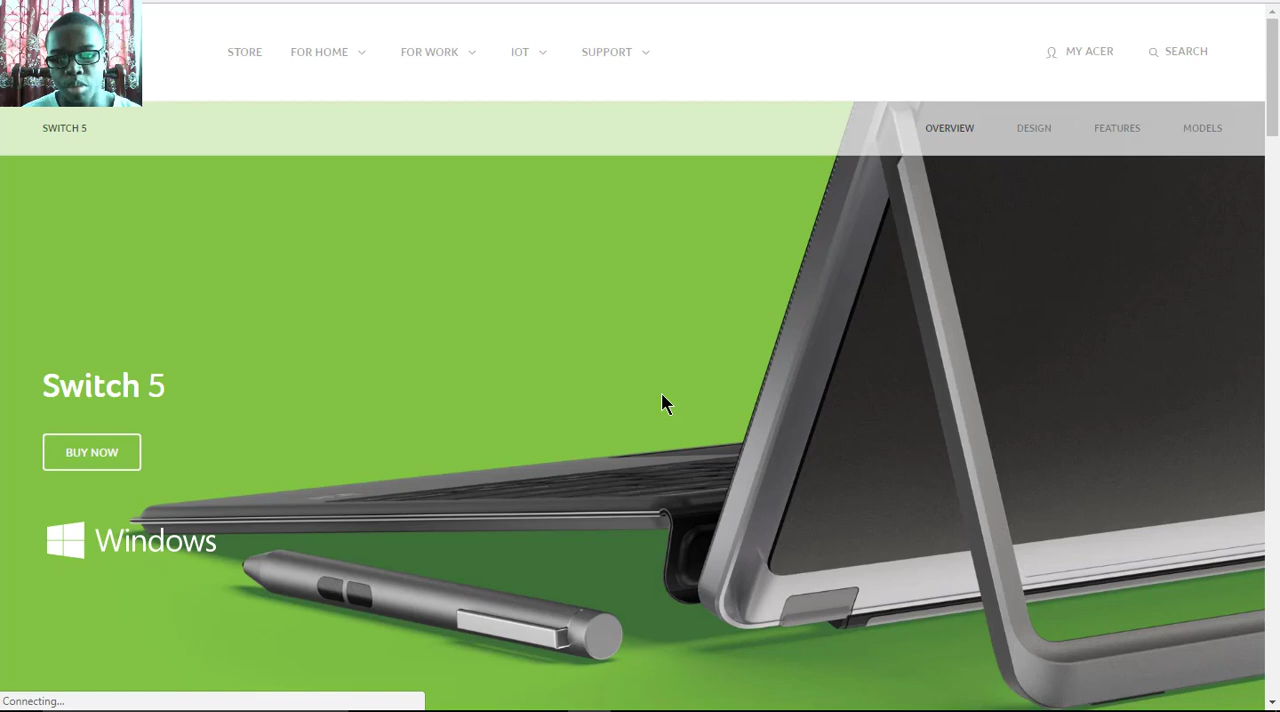 STORE FOR HOME FOR WORK IOT SUPPORT MY ACER SEARCH
SWITCH 5 OVERVIEW DESIGN FEATURES MODELS
Switch 5
BUY NOW
Windows
Connecting...